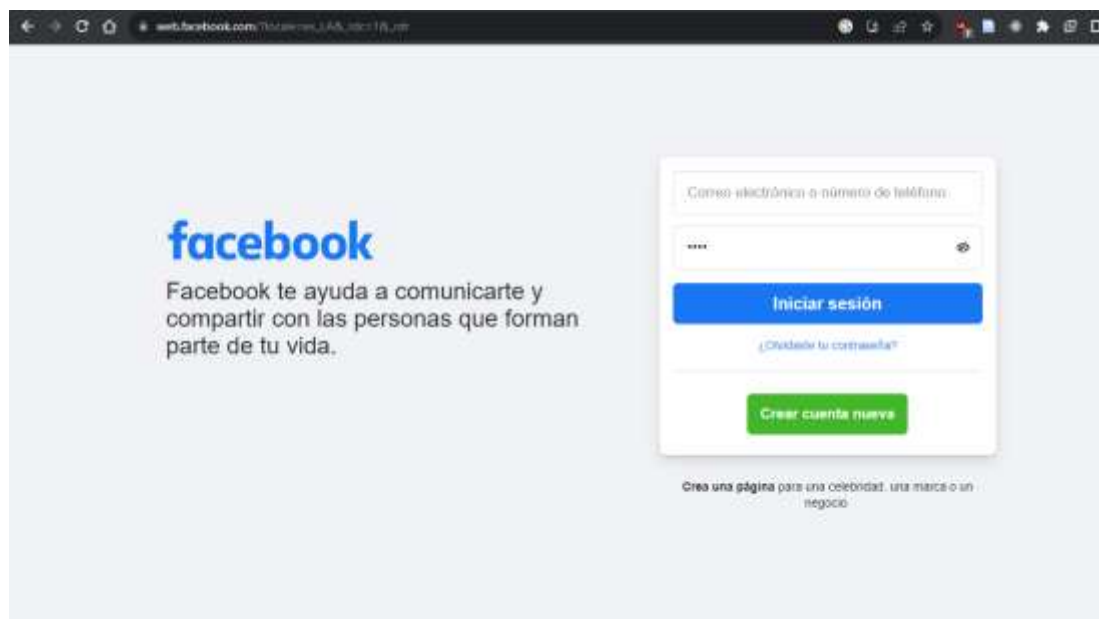 web.facebook.com
facebook
Facebook te ayuda a comunicarte y
compartir con las personas que forman
parte de tu vida.
Correo electrónico o número de teléfono
••••
Iniciar sesión
¿Olvidaste tu contraseña?
Crear cuenta nueva
Crea una página para una celebridad, una marca o un
negocio.